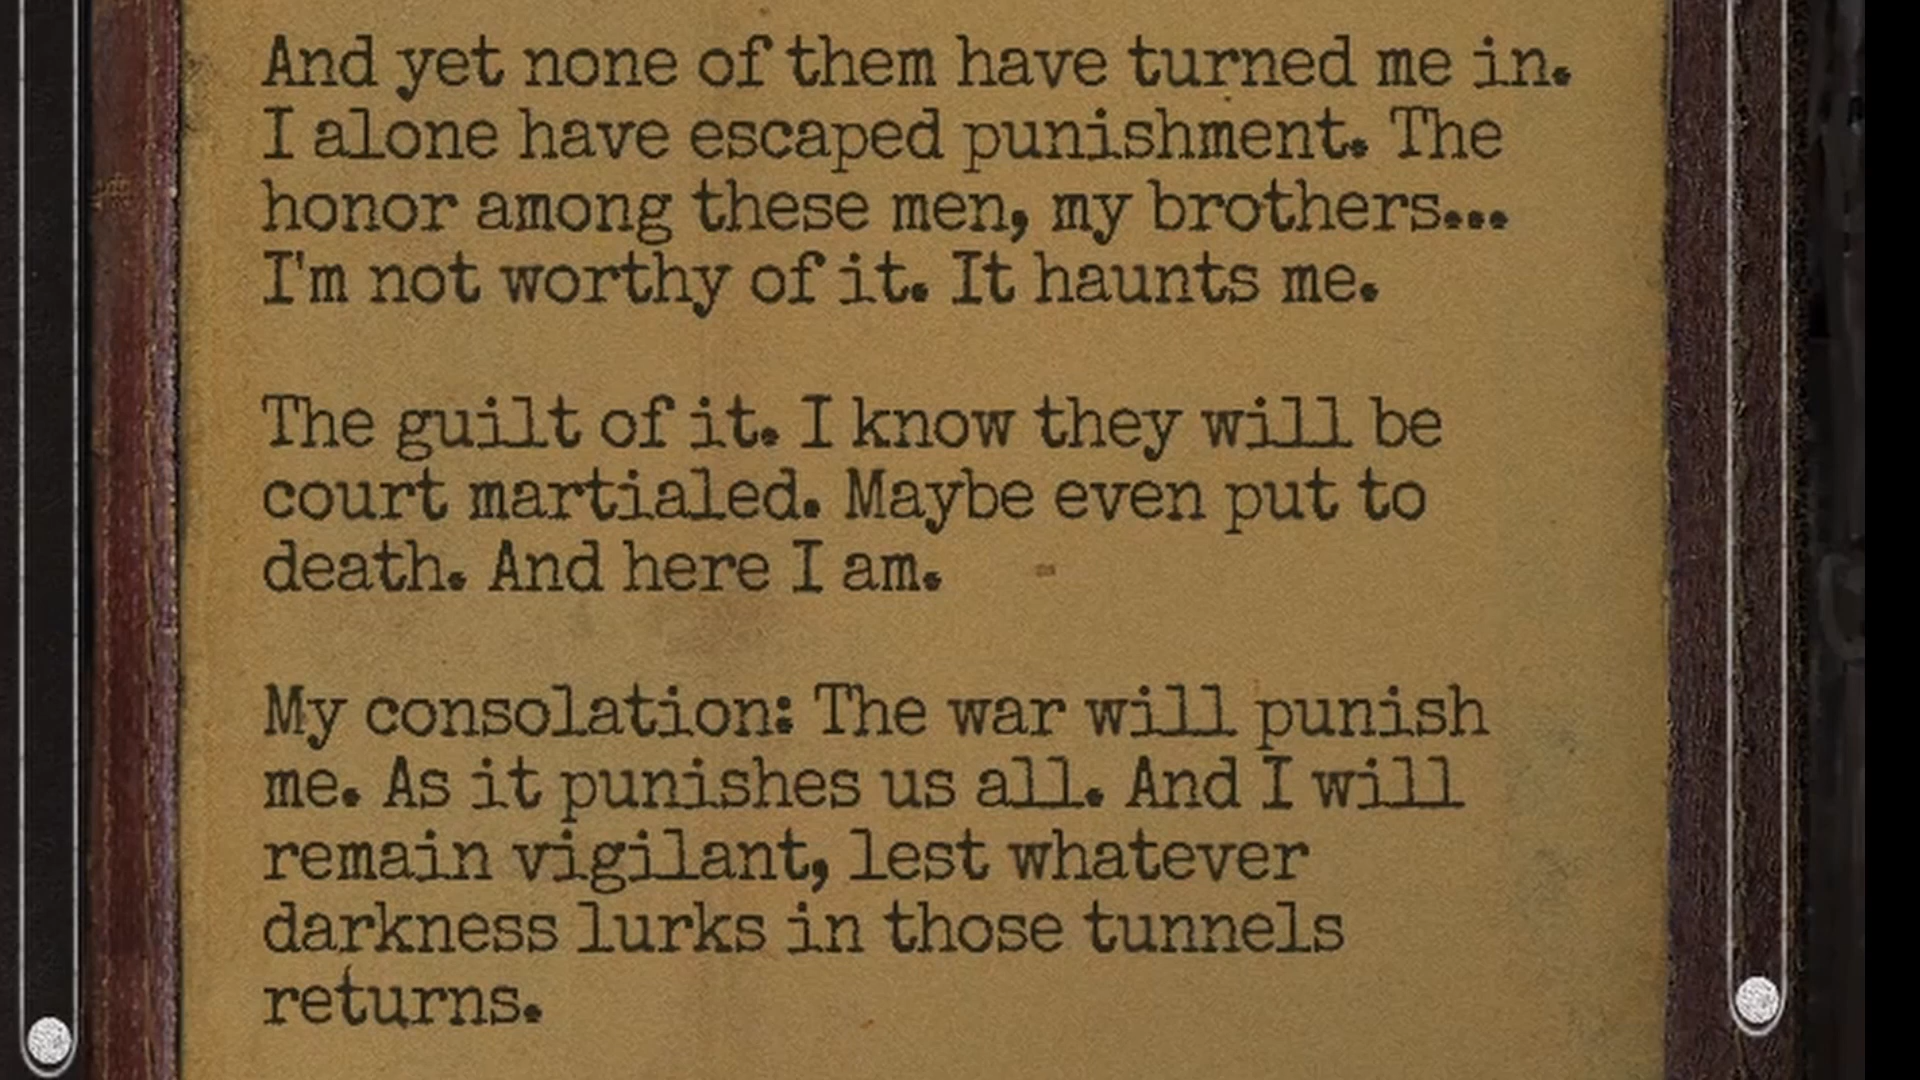 And yet none of them have turned me in.
I alone have escaped punishment. The
honor among these men, my brothers...
I'm not worthy of it. It haunts me.
The guilt of it. I know they will be
court martialed. Maybe even put to
death. And here I am.
My consolation: The war will punish
me. As it punishes us all. And I will
remain vigilant, lest whatever
darkness lurks in those tunnels
returns.